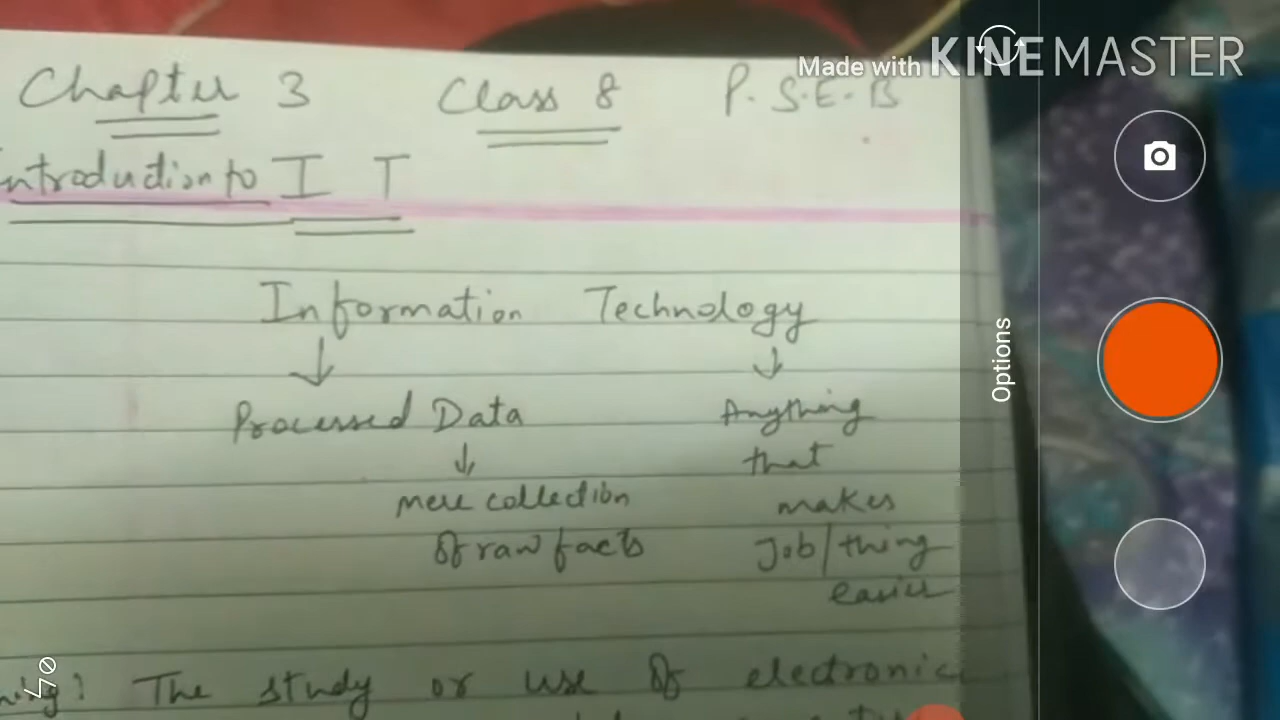 Made with KINEMASTER
Chapter 3 Class 8 P.S.E.B
Introduction to I T
Information Technology
↓ ↓
Processed Data Anything
↓ that
mere collection makes
of raw facts Job/thing
easier
Options
The study or use of electronic